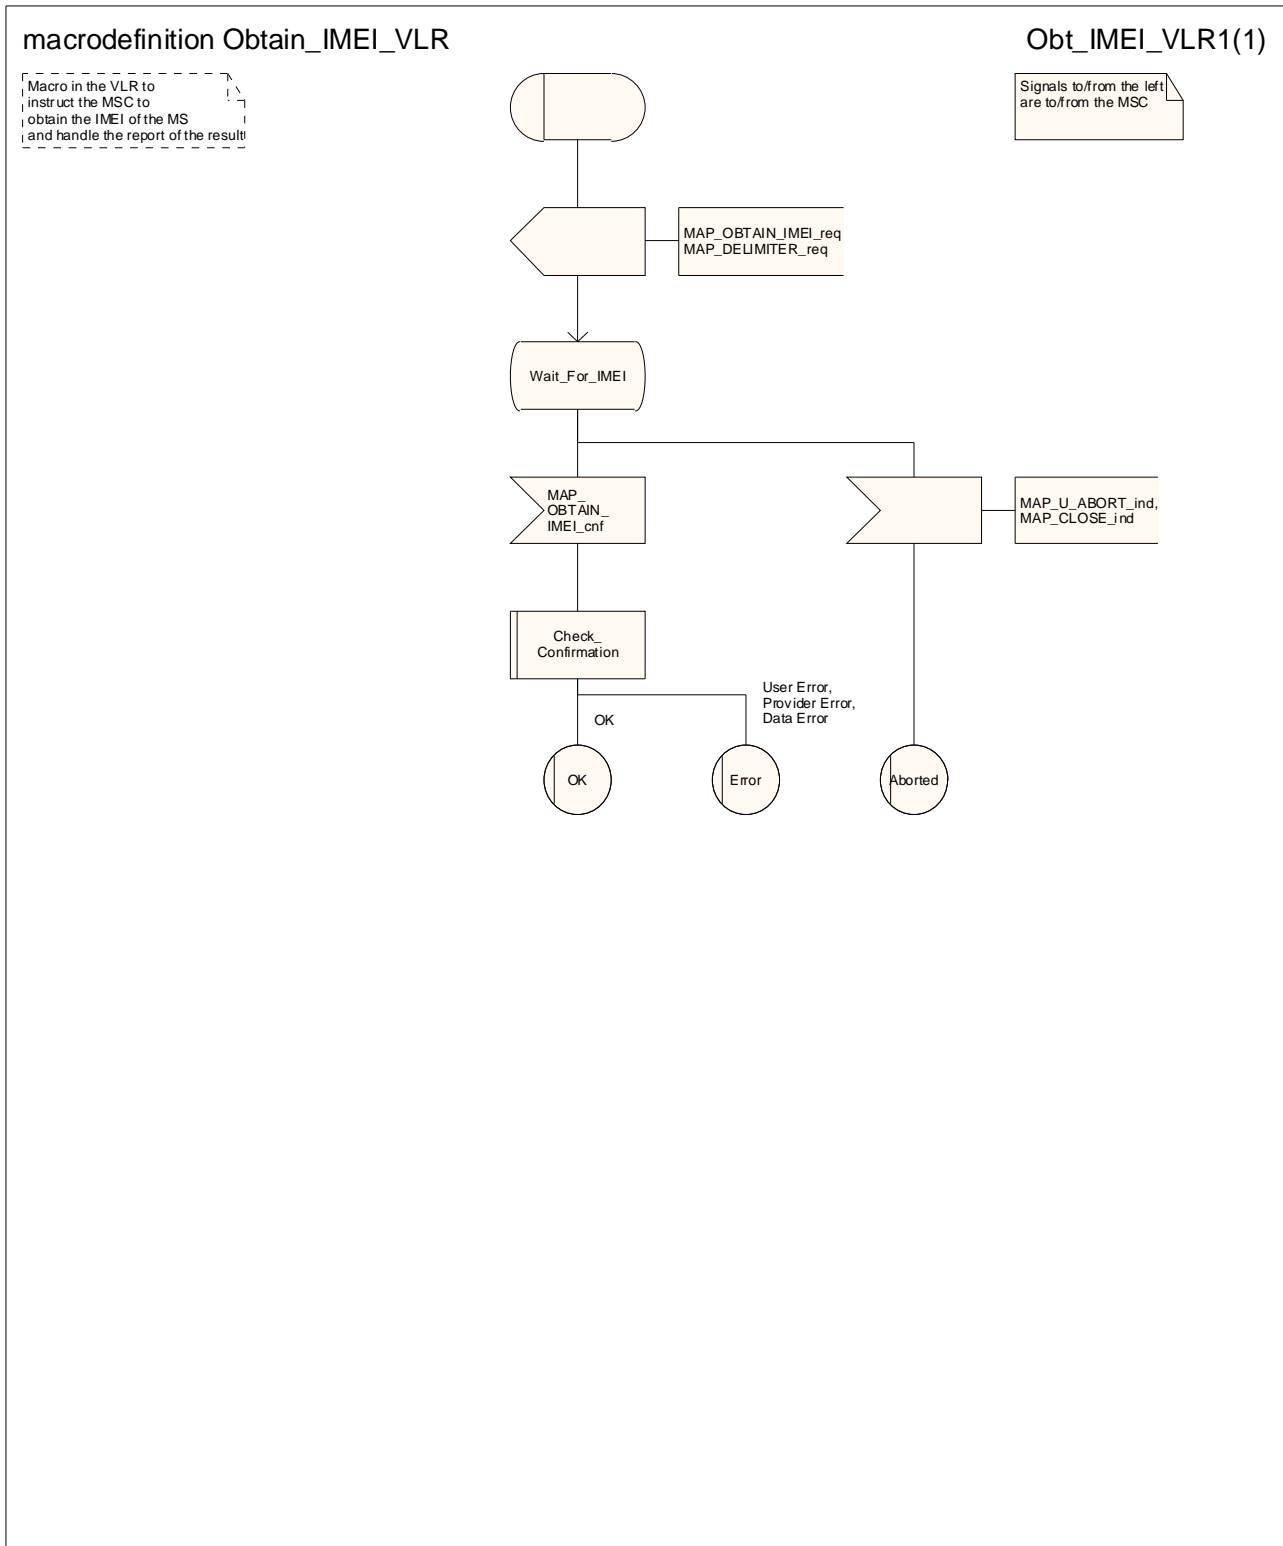 macrodefinition Obtain_IMEI_VLR
Obt_IMEI_VLR1(1)
Macro in the VLR to
instruct the MSC to
obtain the IMEI of the MS
and handle the report of the result
Signals to/from the left
are to/from the MSC
MAP_OBTAIN_IMEI_req
MAP_DELIMITER_req
Wait_For_IMEI
MAP_
OBTAIN_
IMEI_cnf
MAP_U_ABORT_ind,
MAP_CLOSE_ind
Check_
Confirmation
User Error,
Provider Error,
Data Error
OK
OK
Error
Aborted